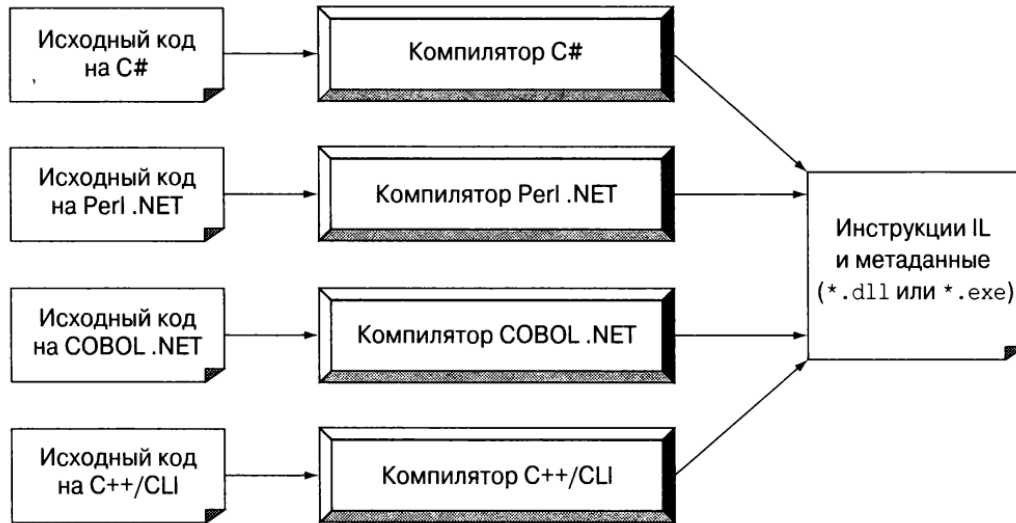 Исходный код
на C#
Компилятор C#
Исходный код
на Perl .NET
Компилятор Perl .NET
Инструкции IL
и метаданные
(*.dll или *.exe)
Исходный код
на COBOL .NET
Компилятор COBOL .NET
Исходный код
на C++/CLI
Компилятор C++/CLI